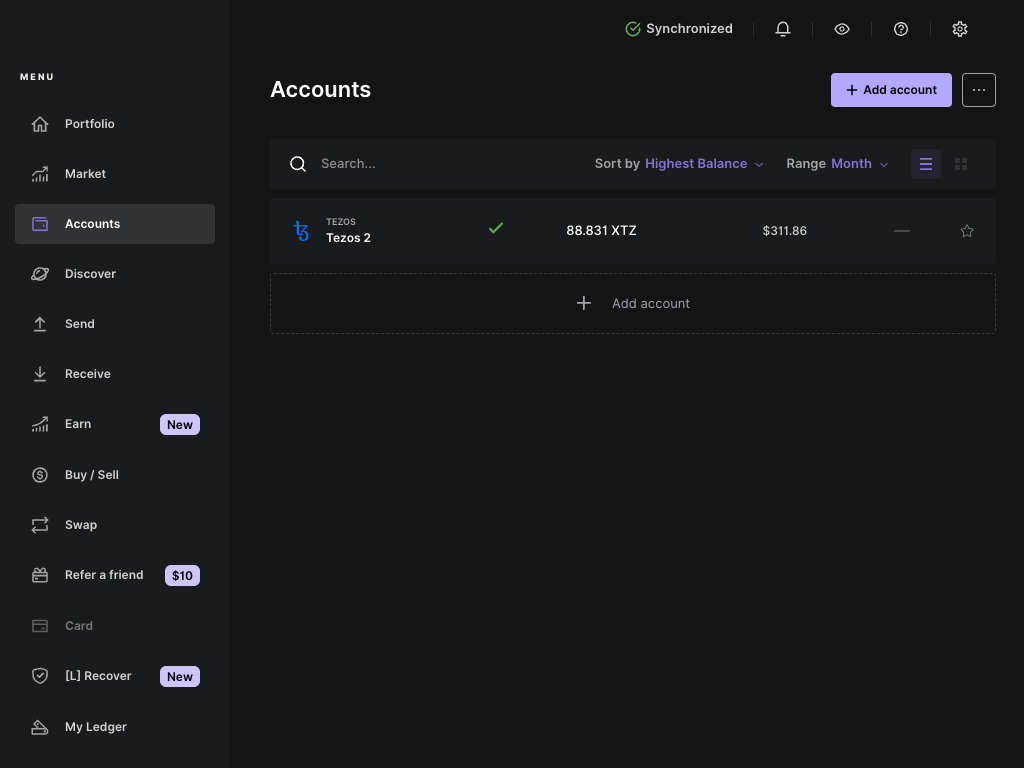 Synchronized
MENU
Portfolio
Market
Accounts
Discover
Send
Receive
Earn New
Buy / Sell
Swap
Refer a friend $10
Card
[L] Recover New
My Ledger
Accounts
+ Add account
...
Search...
Sort by Highest Balance
Range Month
TEZOS
Tezos 2
88.831 XTZ
$311.86
—
+ Add account